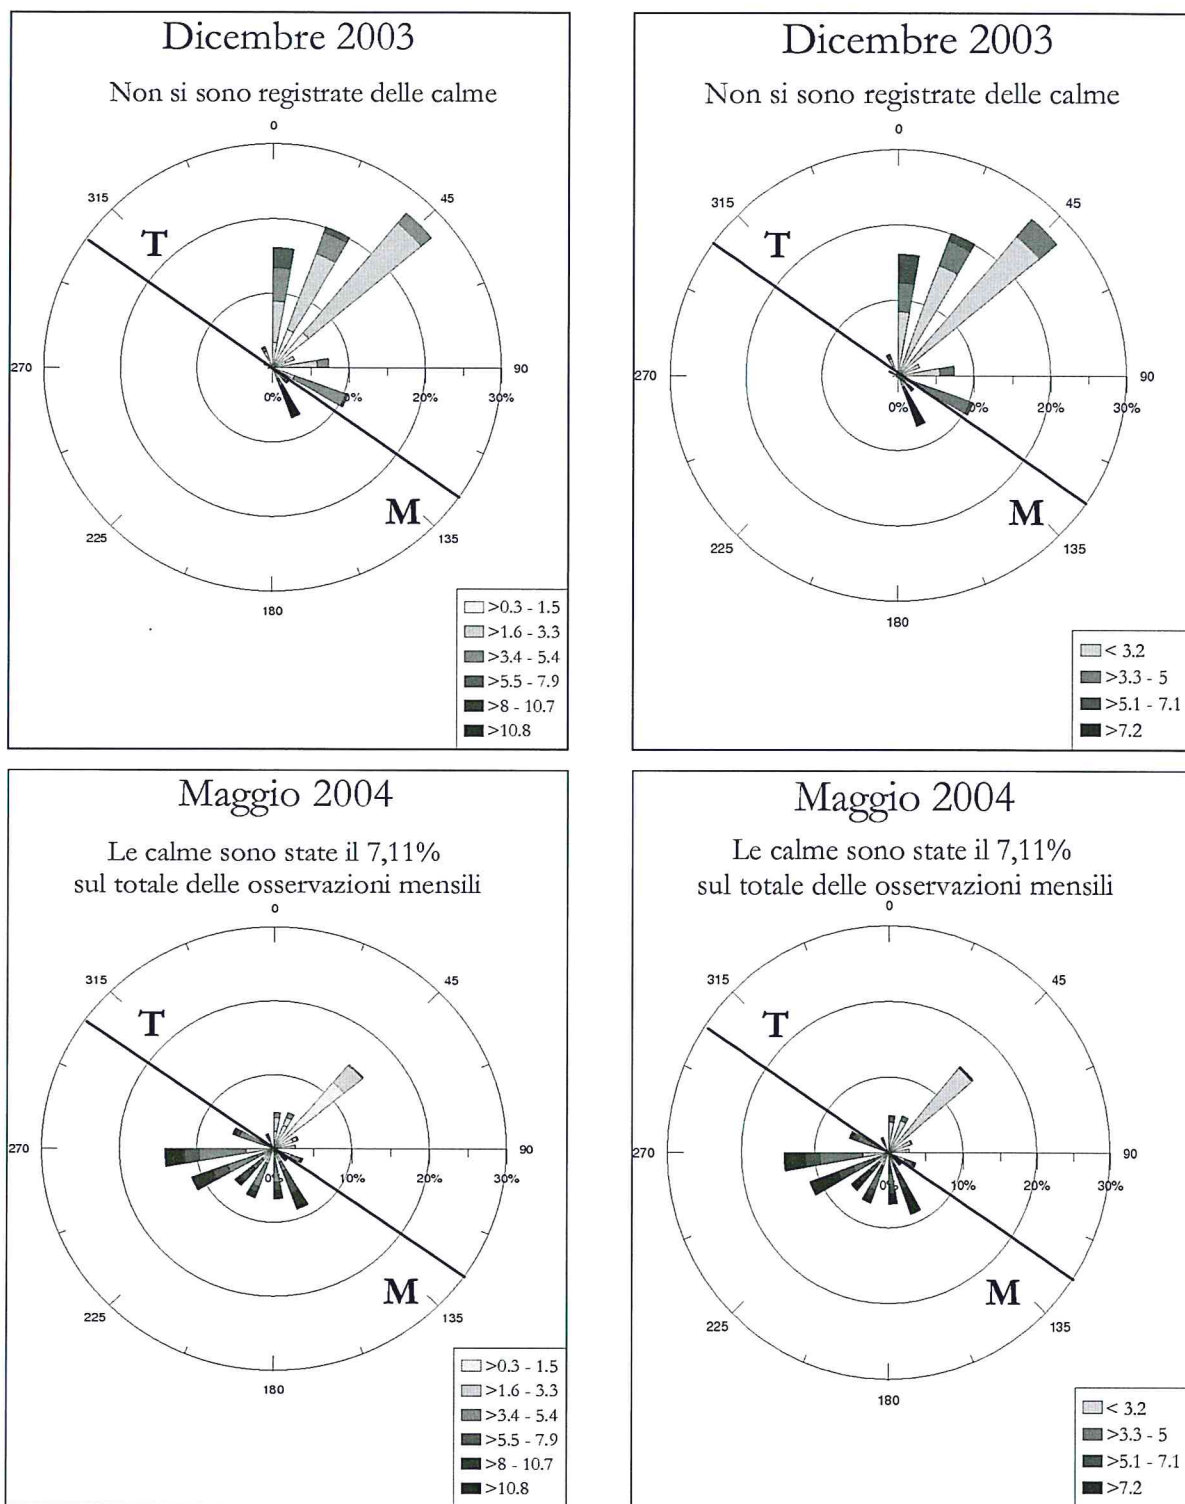 Dicembre 2003
Non si sono registrate delle calme
0
315
45
T
270
90
0%
0%
20%
30%
M
225
135
180
>0.3 - 1.5
>1.6 - 3.3
>3.4 - 5.4
>5.5 - 7.9
>8 - 10.7
>10.8
Dicembre 2003
Non si sono registrate delle calme
0
315
45
T
270
90
0%
0%
20%
30%
M
225
135
180
< 3.2
>3.3 - 5
>5.1 - 7.1
>7.2
Maggio 2004
Le calme sono state il 7,11%
sul totale delle osservazioni mensili
0
315
45
T
270
90
0%
10%
20%
30%
M
225
135
180
>0.3 - 1.5
>1.6 - 3.3
>3.4 - 5.4
>5.5 - 7.9
>8 - 10.7
>10.8
Maggio 2004
Le calme sono state il 7,11%
sul totale delle osservazioni mensili
0
315
45
T
270
90
0%
10%
20%
30%
M
225
135
180
< 3.2
>3.3 - 5
>5.1 - 7.1
>7.2